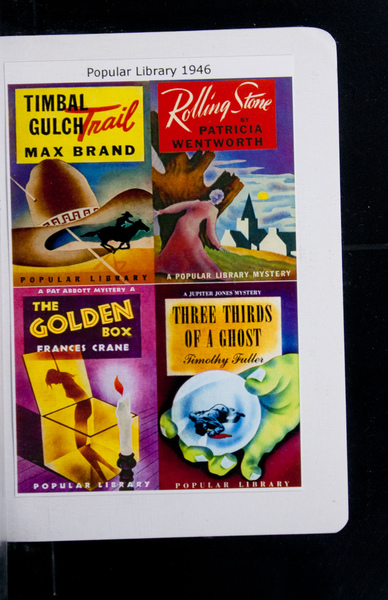 Popular Library 1946
TIMBAL
GULCH Trail
MAX BRAND
POPULAR LIBRARY
Rolling Stone
BY
PATRICIA
WENTWORTH
A POPULAR LIBRARY MYSTERY
A PAT ABBOTT MYSTERY
THE
GOLDEN
BOX
FRANCES CRANE
POPULAR LIBRARY
A JUPITER JONES MYSTERY
THREE THIRDS
OF A GHOST
Timothy Fuller
POPULAR LIBRARY